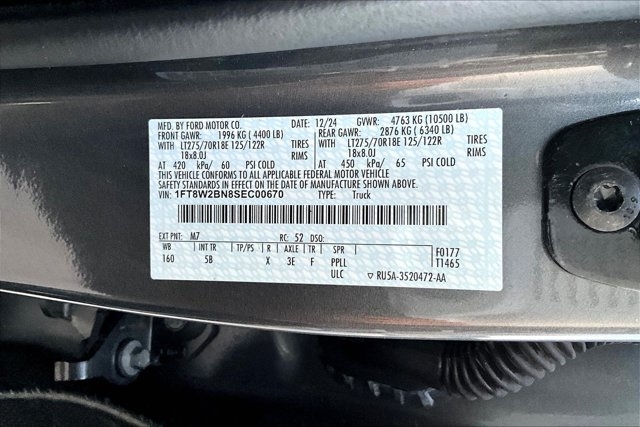 MFD. BY FORD MOTOR CO. DATE: 12/24 GVWR: 4763 KG (10500 LB)
FRONT GAWR: 1996 KG ( 4400 LB) REAR GAWR: 2876 KG ( 6340 LB)
WITH LT275/70R18E 125/122R TIRES WITH LT275/70R18E 125/122R TIRES
18x8.0J RIMS 18x8.0J RIMS
AT 420 kPa/ 60 PSI COLD AT 450 kPa/ 65 PSI COLD
THIS VEHICLE CONFORMS TO ALL APPLICABLE FEDERAL MOTOR VEHICLE
SAFETY STANDARDS IN EFFECT ON THE DATE OF MANUFACTURE SHOWN ABOVE.
VIN: 1FT8W2BN8SEC00670 TYPE: Truck
EXT PNT: M7 RC: 52 DSO:
WB INT TR TP/PS R AXLE TR SPR F0177
160 5B X 3E F PPLL T1465
ULC ▽ RU5A-3520472-AA